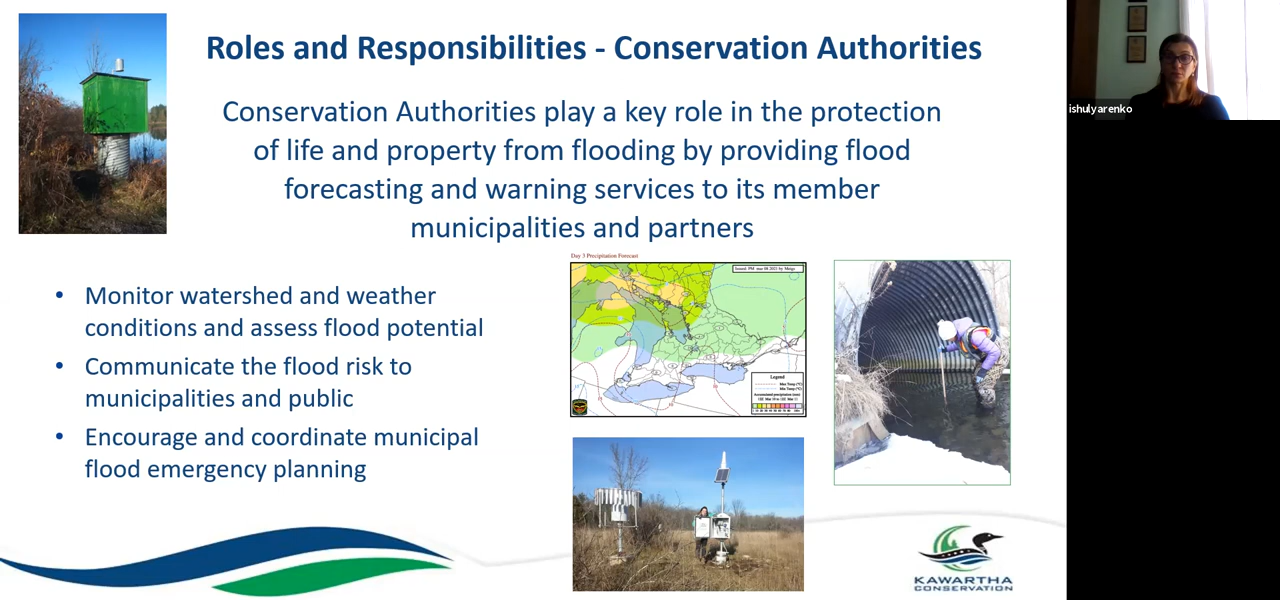 Roles and Responsibilities - Conservation Authorities
Conservation Authorities play a key role in the protection
of life and property from flooding by providing flood
forecasting and warning services to its member
municipalities and partners
• Monitor watershed and weather
conditions and assess flood potential
• Communicate the flood risk to
municipalities and public
• Encourage and coordinate municipal
flood emergency planning
Day 3 Precipitation Forecast
Legend
KAWARTHA
CONSERVATION
ishulyarenko